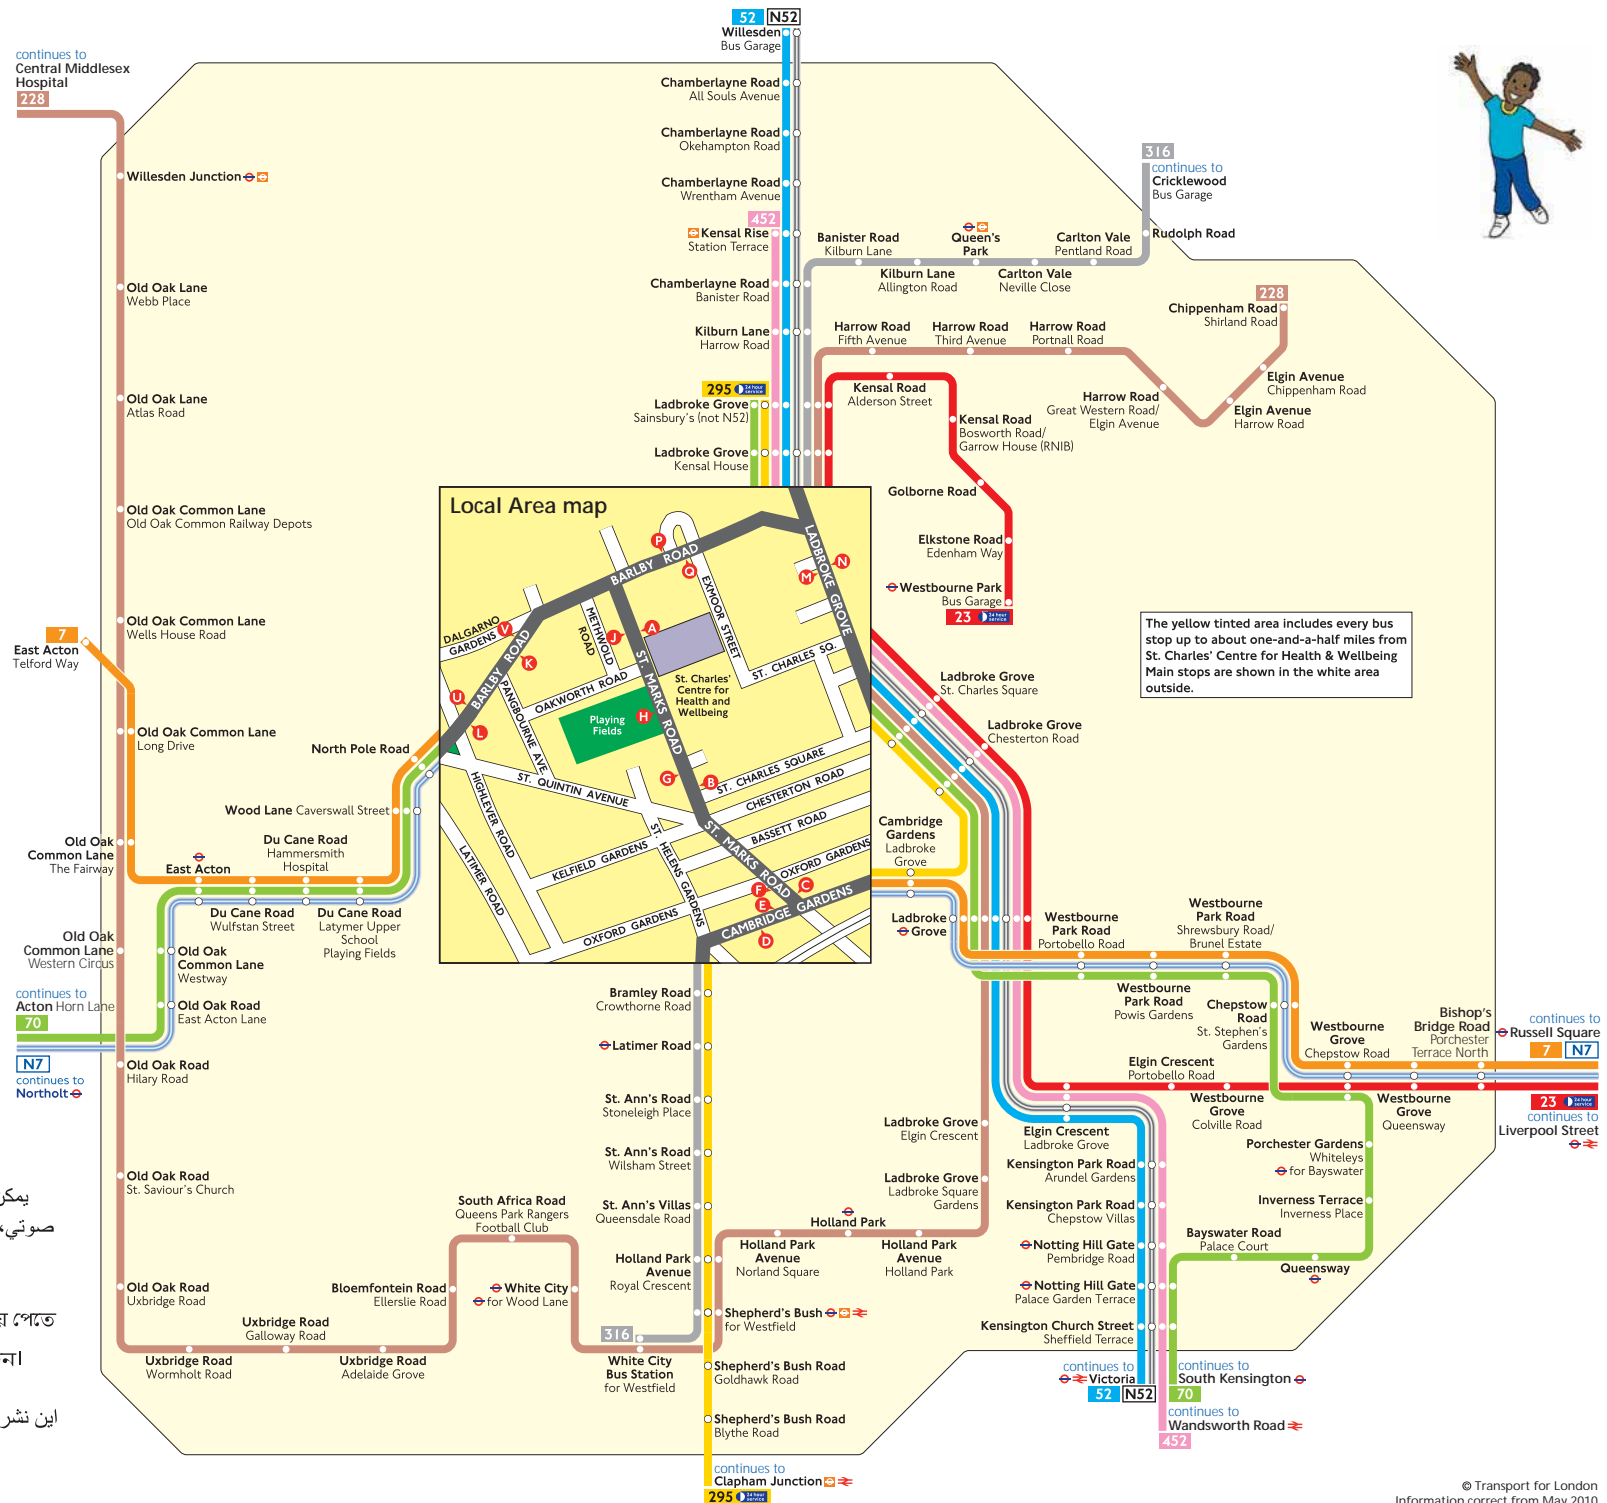 52 N52
Willesden
Bus Garage
continues to
Central Middlesex
Hospital
228
Chamberlayne Road
All Souls Avenue
Chamberlayne Road
Okehampton Road
Chamberlayne Road
Wrentham Avenue
452
Kensal Rise
Station Terrace
Chamberlayne Road
Banister Road
Kilburn Lane
Harrow Road
295 24 hour service
Ladbroke Grove
Sainsbury's (not N52)
Ladbroke Grove
Kensal House
316
continues to
Cricklewood
Bus Garage
Rudolph Road
Banister Road
Kilburn Lane
Kilburn Lane
Allington Road
Queen's
Park
Carlton Vale
Neville Close
Carlton Vale
Pentland Road
228
Chippenham Road
Shirland Road
Elgin Avenue
Chippenham Road
Elgin Avenue
Harrow Road
Harrow Road
Great Western Road/
Elgin Avenue
Harrow Road
Fifth Avenue
Harrow Road
Third Avenue
Harrow Road
Portnall Road
Kensal Road
Alderson Street
Kensal Road
Bosworth Road/
Garrow House (RNIB)
Golborne Road
Elkstone Road
Edenham Way
Westbourne Park
Bus Garage
23 24 hour service
The yellow tinted area includes every bus
stop up to about one-and-a-half miles from
St. Charles' Centre for Health & Wellbeing
Main stops are shown in the white area
outside.
Willesden Junction
Old Oak Lane
Webb Place
Old Oak Lane
Atlas Road
Old Oak Common Lane
Old Oak Common Railway Depots
Old Oak Common Lane
Wells House Road
7
East Acton
Telford Way
Old Oak Common Lane
Long Drive
Old Oak
Common Lane
The Fairway
North Pole Road
Wood Lane Caverswall Street
East Acton
Du Cane Road
Hammersmith
Hospital
Du Cane Road
Wulfstan Street
Du Cane Road
Latymer Upper
School
Playing Fields
Old Oak
Common Lane
Western Circus
Old Oak
Common Lane
Westway
Old Oak Road
East Acton Lane
continues to
Acton Horn Lane
70
N7
continues to
Northolt
Old Oak Road
Hilary Road
Old Oak Road
St. Saviour's Church
Old Oak Road
Uxbridge Road
Uxbridge Road
Wormholt Road
Uxbridge Road
Galloway Road
Uxbridge Road
Adelaide Grove
Bloemfontein Road
Ellerslie Road
South Africa Road
Queens Park Rangers
Football Club
White City
for Wood Lane
316
White City
Bus Station
for Westfield
Local Area map
BARLBY ROAD
LADBROKE GROVE
EXMOOR STREET
DALGARNO
GARDENS
METHWOLD
ROAD
BARLBY ROAD
ST. MARKS ROAD
ST. CHARLES SQ.
OAKWORTH ROAD
PANGBOURNE AVE
St. Charles'
Centre for
Health and
Wellbeing
Playing
Fields
ST. QUINTIN AVENUE
HIGHLEVER ROAD
LATIMER ROAD
ST. CHARLES SQUARE
CHESTERTON ROAD
BASSETT ROAD
KELFIELD GARDENS
ST. HELENS GARDENS
ST. MARKS ROAD
OXFORD GARDENS
OXFORD GARDENS
CAMBRIDGE GARDENS
P
Q
N
M
V
K
J
A
U
L
H
G
B
F
C
E
D
Ladbroke Grove
St. Charles Square
Ladbroke Grove
Chesterton Road
Cambridge
Gardens
Ladbroke
Grove
Ladbroke
Grove
Westbourne
Park Road
Portobello Road
Westbourne
Park Road
Shrewsbury Road/
Brunel Estate
Westbourne
Park Road
Powis Gardens
Chepstow
Road
St. Stephen's
Gardens
Westbourne
Grove
Chepstow Road
Bishop's
Bridge Road
Porchester
Terrace North
continues to
Russell Square
7 N7
23 24 hour service
continues to
Liverpool Street
Elgin Crescent
Portobello Road
Westbourne
Grove
Colville Road
Westbourne
Grove
Queensway
Porchester Gardens
Whiteleys
for Bayswater
Inverness Terrace
Inverness Place
Bayswater Road
Palace Court
Queensway
Elgin Crescent
Ladbroke Grove
Kensington Park Road
Arundel Gardens
Kensington Park Road
Chepstow Villas
Notting Hill Gate
Pembridge Road
Notting Hill Gate
Palace Garden Terrace
Kensington Church Street
Sheffield Terrace
continues to
Victoria
52 N52
continues to
South Kensington
70
continues to
Wandsworth Road
452
Ladbroke Grove
Elgin Crescent
Ladbroke Grove
Ladbroke Square
Gardens
Holland Park
Holland Park
Avenue
Norland Square
Holland Park
Avenue
Holland Park
Bramley Road
Crowthorne Road
Latimer Road
St. Ann's Road
Stoneleigh Place
St. Ann's Road
Wilsham Street
St. Ann's Villas
Queensdale Road
Holland Park
Avenue
Royal Crescent
Shepherd's Bush
for Westfield
Shepherd's Bush Road
Goldhawk Road
Shepherd's Bush Road
Blythe Road
continues to
Clapham Junction
295 24 hour service
يمكن
صوتي،
পেতে
این نشر
© Transport for London
Information correct from May 2010